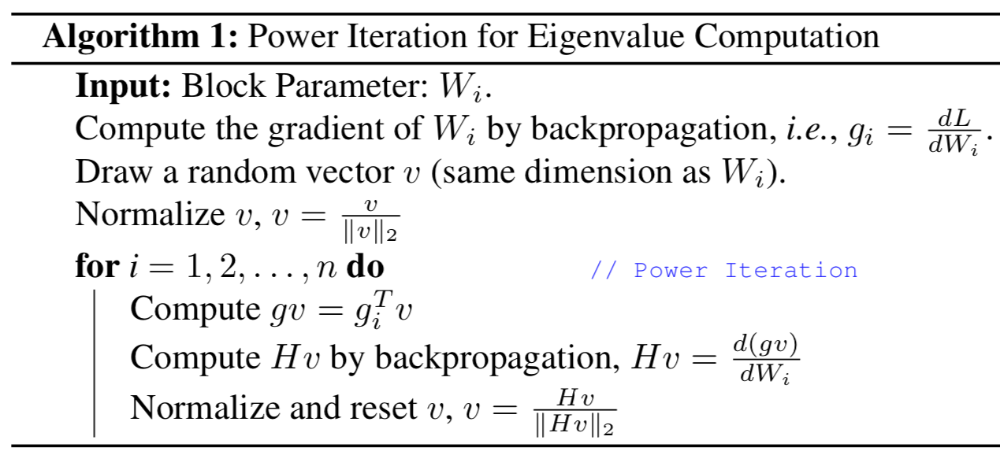 Algorithm 1: Power Iteration for Eigenvalue Computation
Input: Block Parameter: $W_i$.
Compute the gradient of $W_i$ by backpropagation, i.e., $g_i = \frac{dL}{dW_i}$.
Draw a random vector $v$ (same dimension as $W_i$).
Normalize $v$, $v = \frac{v}{\|v\|_2}$
for $i = 1, 2, \ldots, n$ do // Power Iteration
Compute $gv = g_i^T v$
Compute $Hv$ by backpropagation, $Hv = \frac{d(gv)}{dW_i}$
Normalize and reset $v$, $v = \frac{Hv}{\|Hv\|_2}$